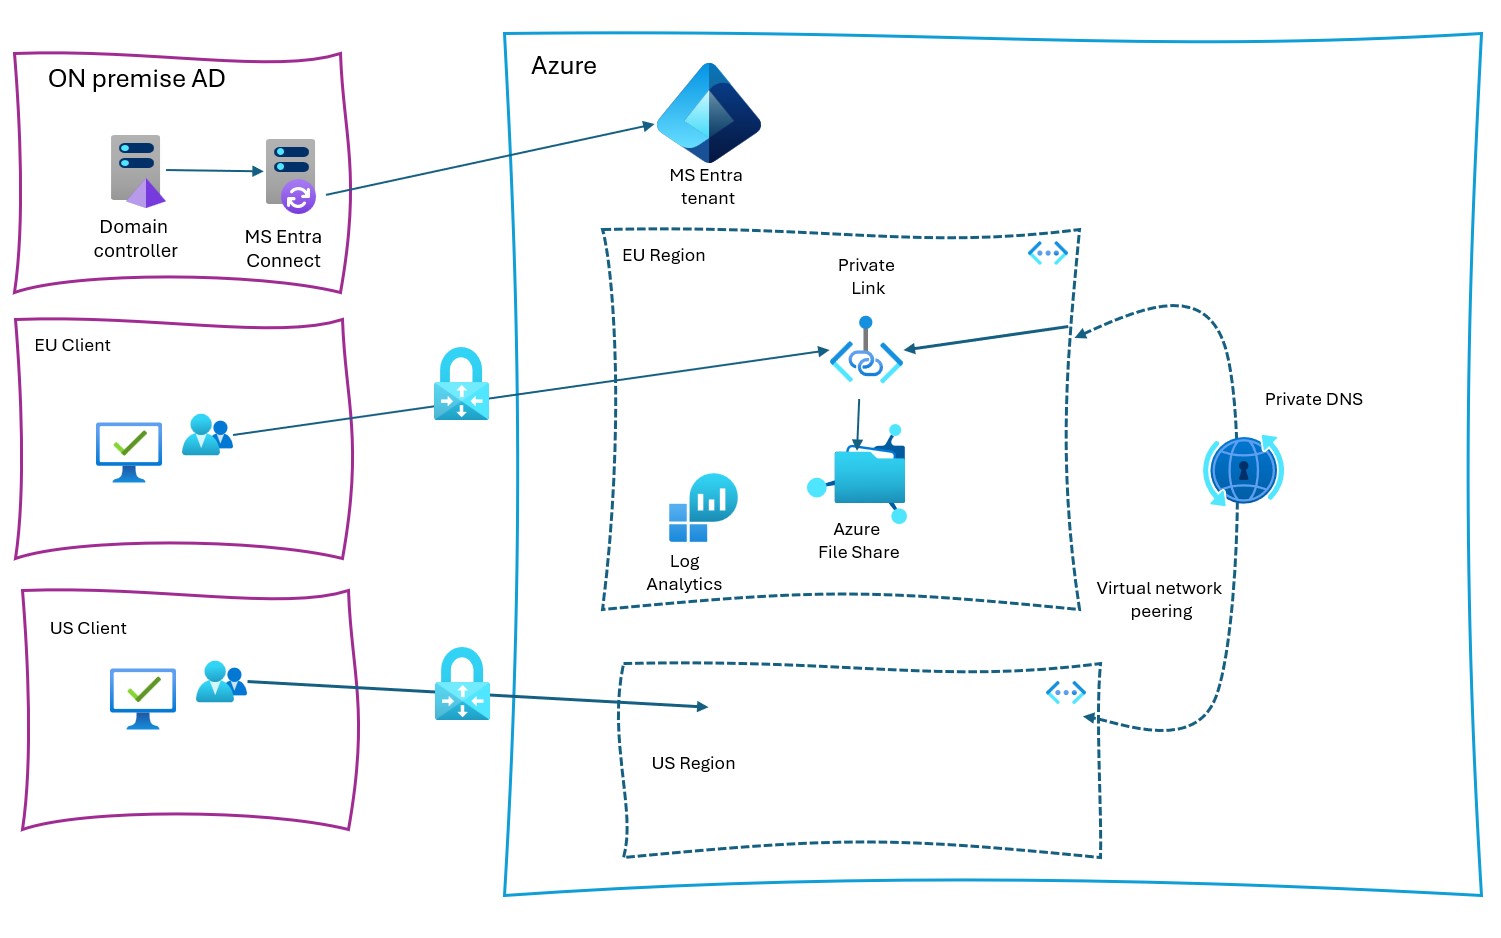 ON premise AD
Domain
controller
MS Entra
Connect
Azure
MS Entra
tenant
EU Region
Private
Link
Log
Analytics
Azure
File Share
Private DNS
Virtual network
peering
EU Client
US Client
US Region